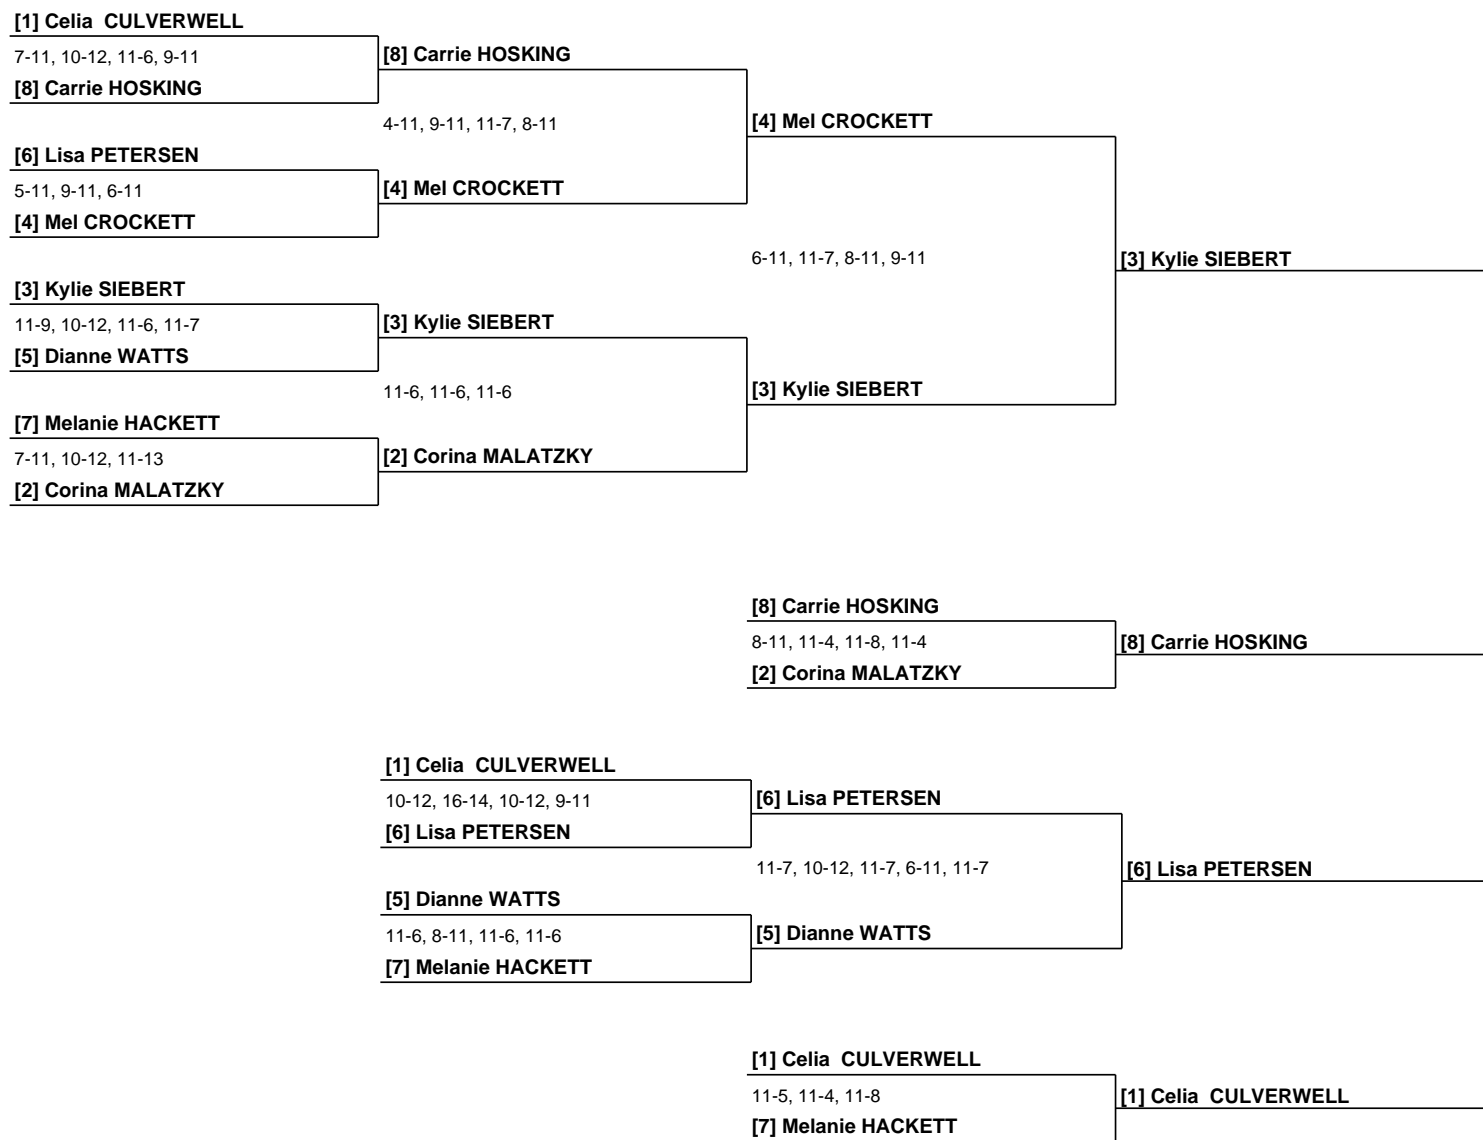 [1] Celia  CULVERWELL
7-11, 10-12, 11-6, 9-11
[8] Carrie HOSKING
[8] Carrie HOSKING
4-11, 9-11, 11-7, 8-11
[4] Mel CROCKETT
[6] Lisa PETERSEN
5-11, 9-11, 6-11
[4] Mel CROCKETT
[4] Mel CROCKETT
6-11, 11-7, 8-11, 9-11
[3] Kylie SIEBERT
[3] Kylie SIEBERT
11-9, 10-12, 11-6, 11-7
[3] Kylie SIEBERT
[5] Dianne WATTS
11-6, 11-6, 11-6
[3] Kylie SIEBERT
[7] Melanie HACKETT
7-11, 10-12, 11-13
[2] Corina MALATZKY
[2] Corina MALATZKY
[8] Carrie HOSKING
8-11, 11-4, 11-8, 11-4
[8] Carrie HOSKING
[2] Corina MALATZKY
[1] Celia  CULVERWELL
10-12, 16-14, 10-12, 9-11
[6] Lisa PETERSEN
[6] Lisa PETERSEN
11-7, 10-12, 11-7, 6-11, 11-7
[6] Lisa PETERSEN
[5] Dianne WATTS
11-6, 8-11, 11-6, 11-6
[5] Dianne WATTS
[7] Melanie HACKETT
[1] Celia  CULVERWELL
11-5, 11-4, 11-8
[1] Celia  CULVERWELL
[7] Melanie HACKETT